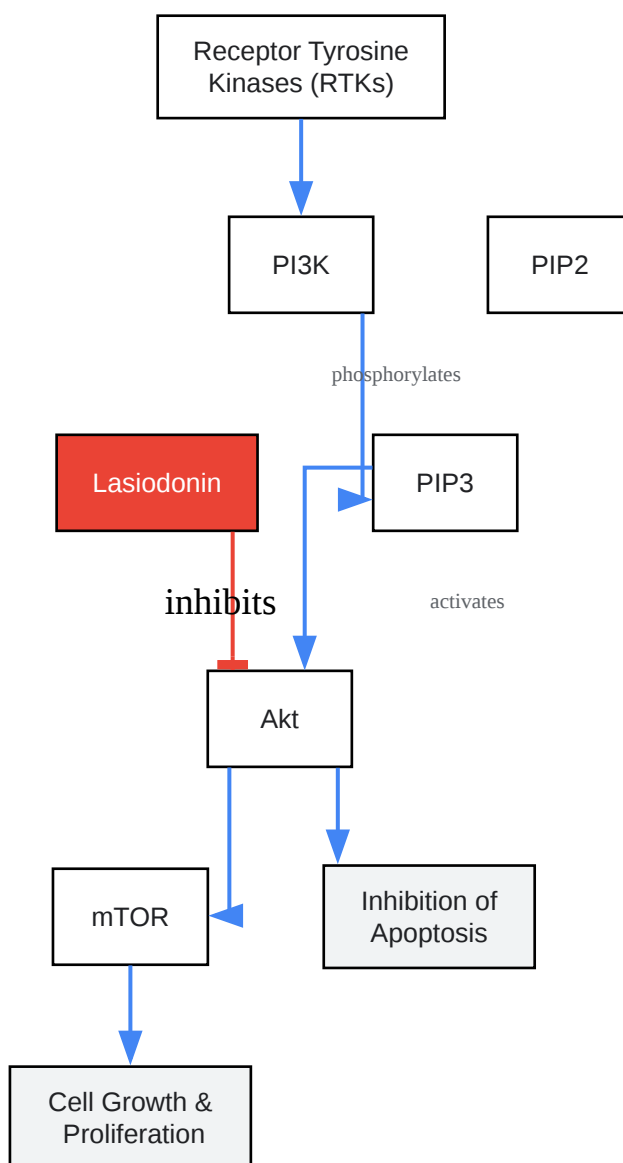 Receptor Tyrosine
Kinases (RTKs)
PI3K
PIP2
phosphorylates
Lasiodonin
PIP3
inhibits
activates
Akt
mTOR
Inhibition of
Apoptosis
Cell Growth &
Proliferation